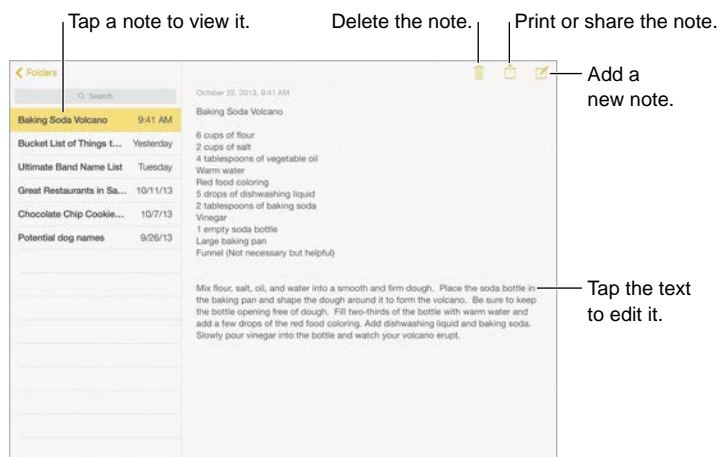 Tap a note to view it.
Delete the note.
Print or share the note.
Folders
Search
Add a
new note.
Baking Soda Volcano 9:41 AM
Bucket List of Things t... Yesterday
Ultimate Band Name List Tuesday
Great Restaurants in Sa... 10/11/13
Chocolate Chip Cookie... 10/7/13
Potential dog names 9/26/13
October 22, 2013, 9:41 AM
Baking Soda Volcano
6 cups of flour
2 cups of salt
4 tablespoons of vegetable oil
Warm water
Red food coloring
5 drops of dishwashing liquid
2 tablespoons of baking soda
Vinegar
1 empty soda bottle
Large baking pan
Funnel (Not necessary but helpful)
Mix flour, salt, oil, and water into a smooth and firm dough. Place the soda bottle in
the baking pan and shape the dough around it to form the volcano. Be sure to keep
the bottle opening free of dough. Fill two-thirds of the bottle with warm water and
add a few drops of the red food coloring. Add dishwashing liquid and baking soda.
Slowly pour vinegar into the bottle and watch your volcano erupt.
Tap the text
to edit it.